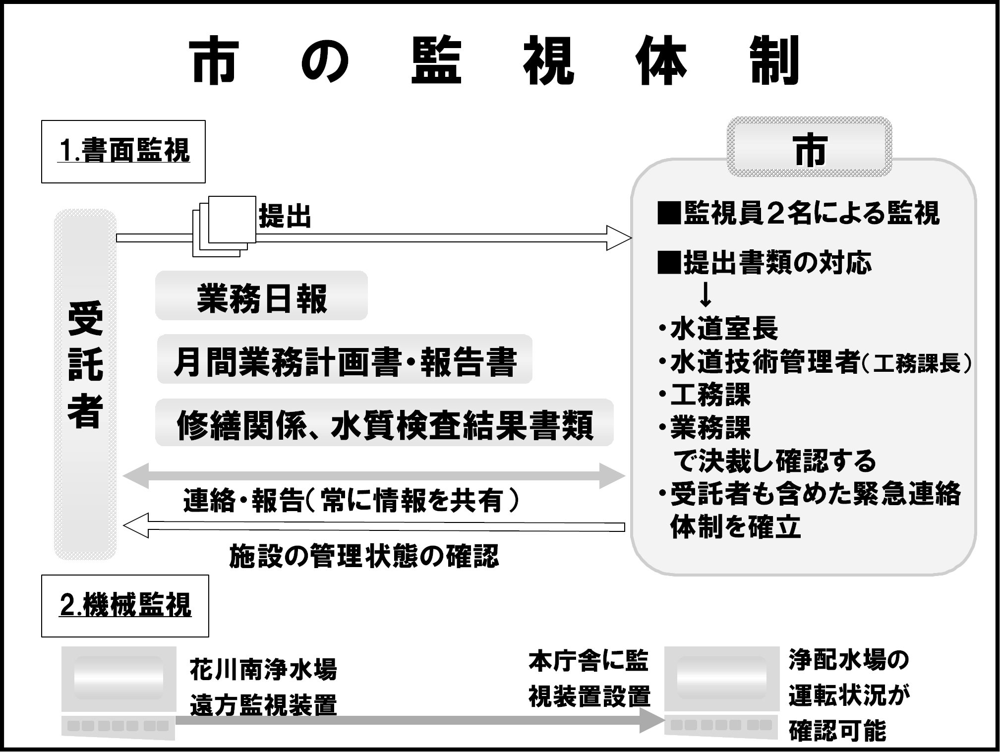 市の監視体制
1.書面監視
市
提出
受託者
業務日報
月間業務計画書・報告書
修繕関係、水質検査結果書類
連絡・報告(常に情報を共有)
施設の管理状態の確認
■監視員２名による監視
■提出書類の対応
↓
・水道室長
・水道技術管理者(工務課長)
・工務課
・業務課
で決裁し確認する
・受託者も含めた緊急連絡
体制を確立
2.機械監視
花川南浄水場
遠方監視装置
本庁舎に監
視装置設置
浄配水場の
運転状況が
確認可能